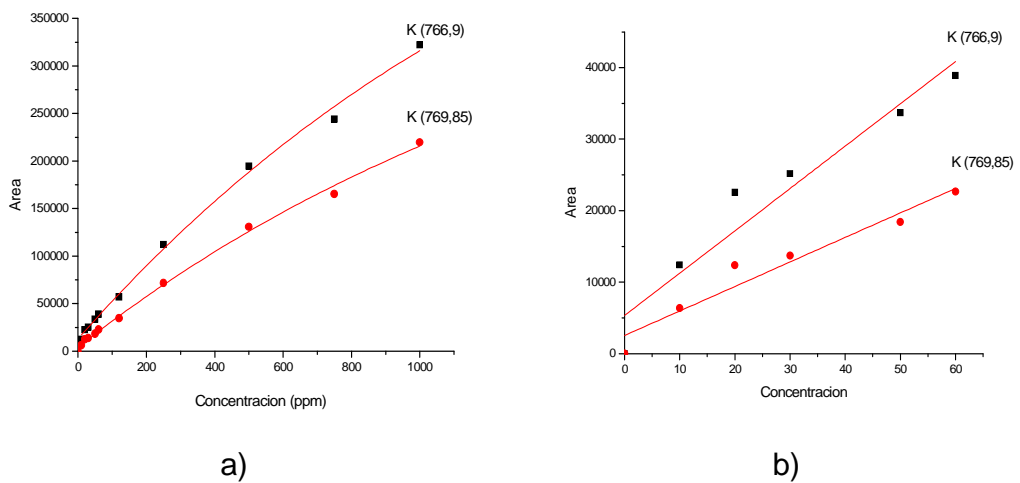 350000
300000
250000
200000
150000
100000
50000
0
Area
K (766,9)
K (769,85)
0 200 400 600 800 1000
Concentracion (ppm)
a)
40000
30000
20000
10000
0
Area
K (766,9)
K (769,85)
0 10 20 30 40 50 60
Concentracion
b)